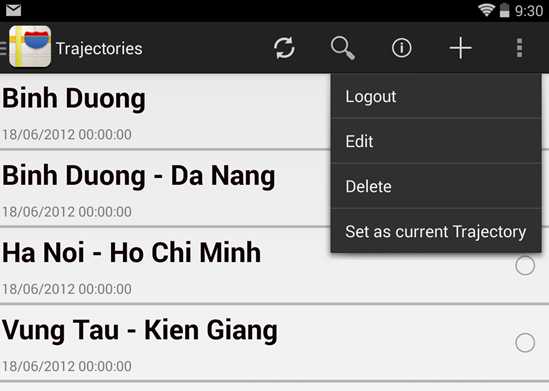 9:30
Trajectories
Logout
Edit
Delete
Set as current Trajectory
Binh Duong
18/06/2012 00:00:00
Binh Duong - Da Nang
18/06/2012 00:00:00
Ha Noi - Ho Chi Minh
18/06/2012 00:00:00
Vung Tau - Kien Giang
18/06/2012 00:00:00